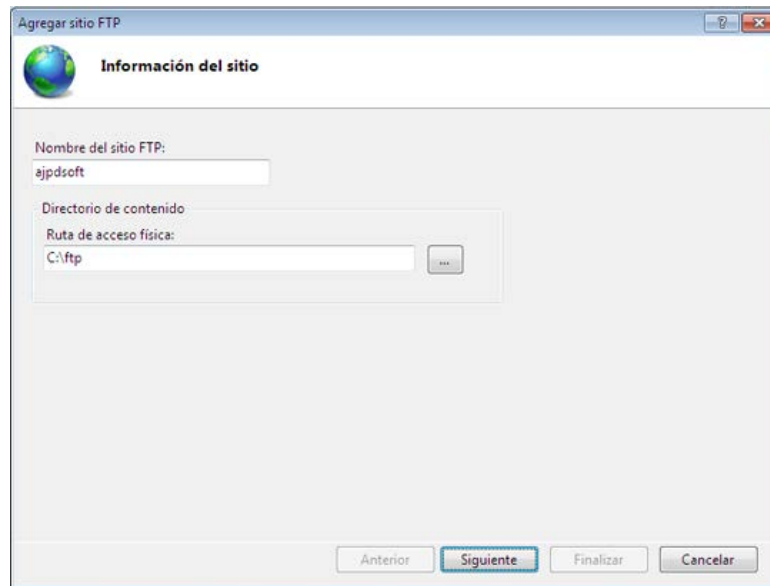 Agregar sitio FTP
Información del sitio
Nombre del sitio FTP:
ajpdsoft
Directorio de contenido
Ruta de acceso física:
C:\ftp
...
Anterior Siguiente Finalizar Cancelar